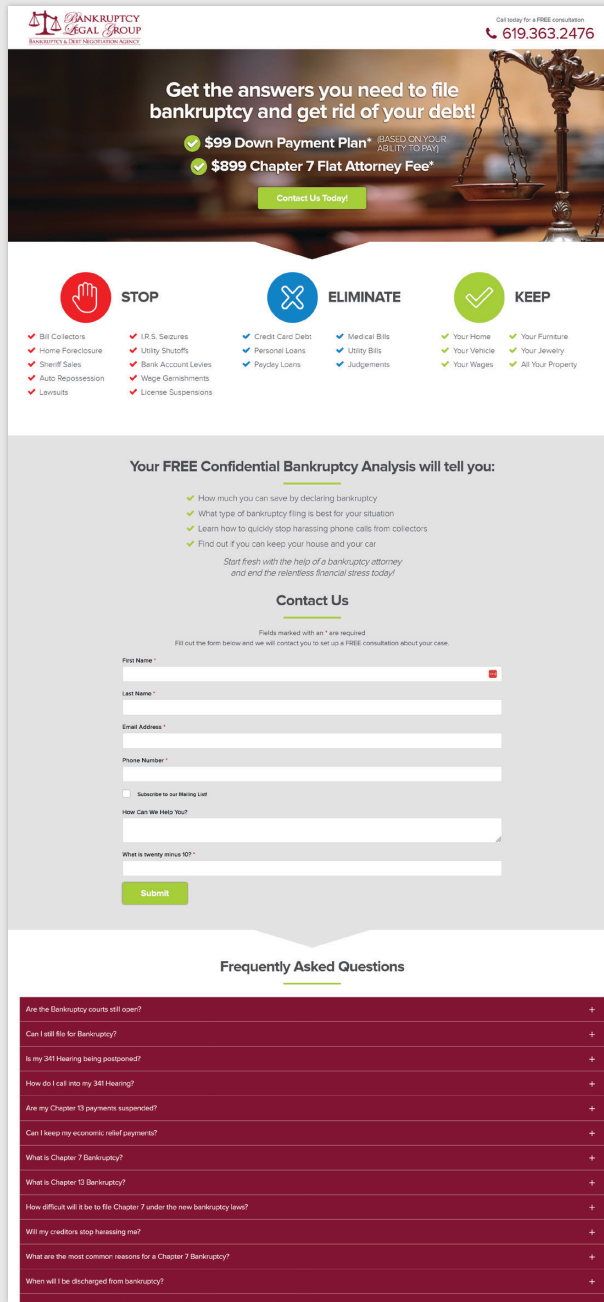 BANKRUPTCY
LEGAL GROUP
BANKRUPTCY & DEBT NEGOTIATION AGENCY
Call today for a FREE consultation
619.363.2476
Get the answers you need to file
bankruptcy and get rid of your debt!
$99 Down Payment Plan* (BASED ON YOUR
ABILITY TO PAY)
$899 Chapter 7 Flat Attorney Fee*
Contact Us Today!
STOP
Bill Collectors
Home Foreclosure
Sheriff Sales
Auto Repossession
Lawsuits
I.R.S. Seizures
Utility Shutoffs
Bank Account Levies
Wage Garnishments
License Suspensions
ELIMINATE
Credit Card Debt
Personal Loans
Payday Loans
Medical Bills
Utility Bills
Judgements
KEEP
Your Home
Your Vehicle
Your Wages
Your Furniture
Your Jewelry
All Your Property
Your FREE Confidential Bankruptcy Analysis will tell you:
How much you can save by declaring bankruptcy
What type of bankruptcy filing is best for your situation
Learn how to quickly stop harassing phone calls from collectors
Find out if you can keep your house and your car
Start fresh with the help of a bankruptcy attorney
and end the relentless financial stress today!
Contact Us
Fields marked with an * are required
Fill out the form below and we will contact you to set up a FREE consultation about your case.
First Name *
Last Name *
Email Address *
Phone Number *
Subscribe to our Mailing List!
How Can We Help You?
What is twenty minus 10? *
Submit
Frequently Asked Questions
Are the Bankruptcy courts still open? +
Can I still file for Bankruptcy? +
Is my 341 Hearing being postponed? +
How do I call into my 341 Hearing? +
Are my Chapter 13 payments suspended? +
Can I keep my economic relief payments? +
What is Chapter 7 Bankruptcy? +
What is Chapter 13 Bankruptcy? +
How difficult will it be to file Chapter 7 under the new bankruptcy laws? +
Will my creditors stop harassing me? +
What are the most common reasons for a Chapter 7 Bankruptcy? +
When will I be discharged from bankruptcy? +